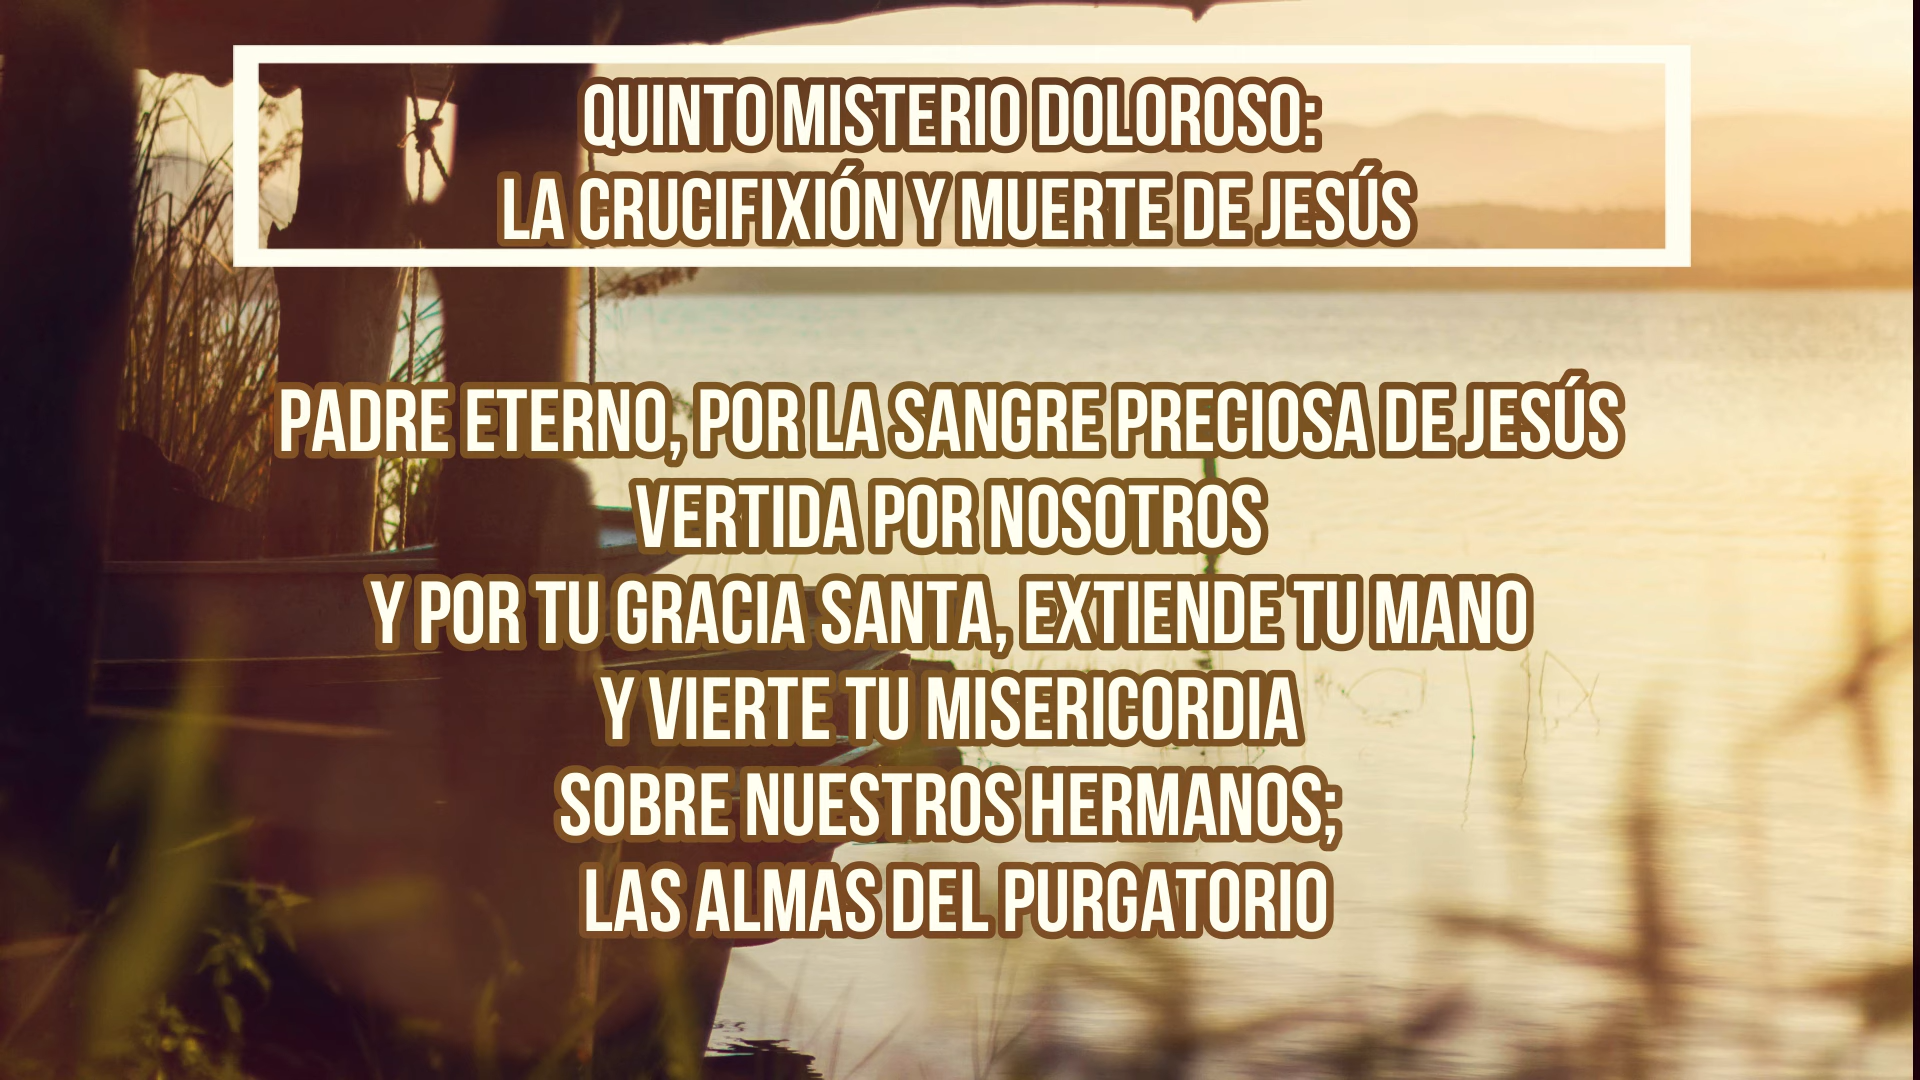 QUINTO MISTERIO DOLOROSO:
LA CRUCIFIXIÓN Y MUERTE DE JESÚS
PADRE ETERNO, POR LA SANGRE PRECIOSA DE JESÚS
VERTIDA POR NOSOTROS
Y POR TU GRACIA SANTA, EXTIENDE TU MANO
Y VIERTE TU MISERICORDIA
SOBRE NUESTROS HERMANOS;
LAS ALMAS DEL PURGATORIO